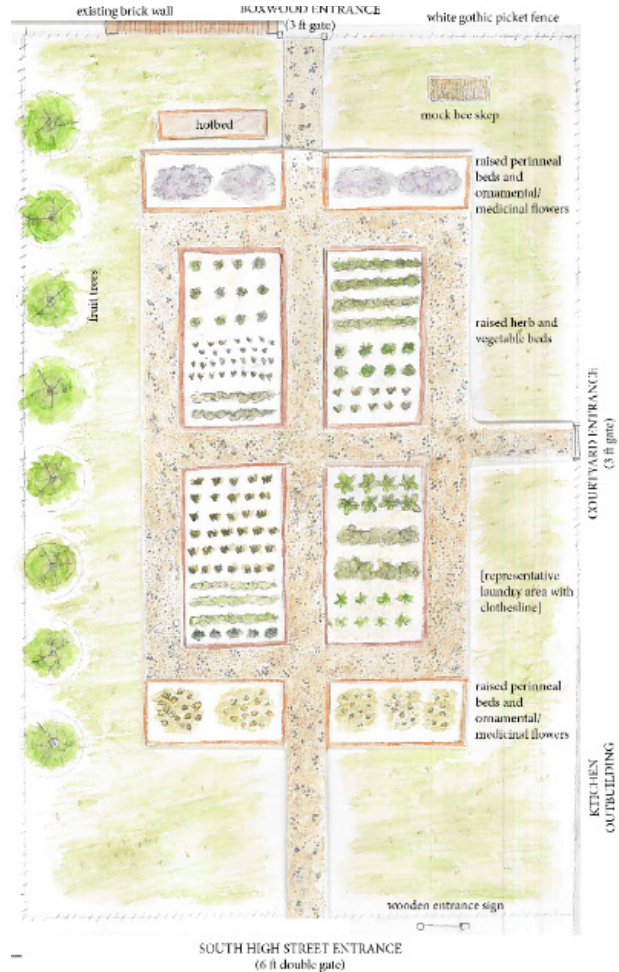 existing brick wall
BOXWOOD ENTRANCE
(3 ft gate)
white gothic picket fence
mock bee skep
hotbed
raised perinneal
beds and
ornamental/
medicinal flowers
fruit trees
raised herb and
vegetable beds
COURTYARD ENTRANCE
(3 ft gate)
[representative
laundry area with
clothesline]
raised perinneal
beds and
ornamental/
medicinal flowers
KTICHEN
OUTBUILDING
wooden entrance sign
SOUTH HIGH STREET ENTRANCE
(6 ft double gate)